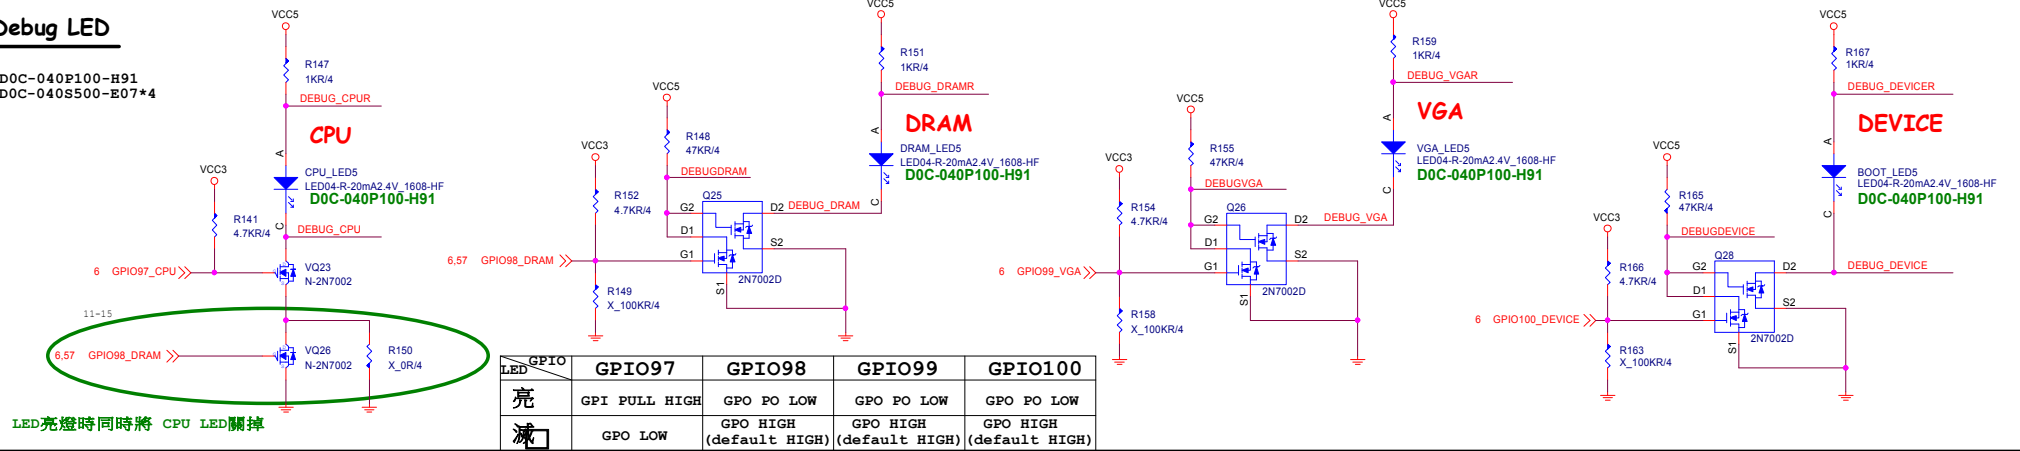 Debug LED
D0C-040P100-H91
D0C-040S500-E07*4
VCC5
R147
1KR/4
DEBUG_CPUR
CPU
A
CPU_LED5
LED04-R-20mA2.4V_1608-HF
D0C-040P100-H91
C
VCC3
R141
4.7KR/4
DEBUG_CPU
6 GPIO97_CPU
VQ23
N-2N7002
11-15
6,57 GPIO98_DRAM
VQ26
N-2N7002
R150
X_0R/4
LED亮燈時同時將 CPU LED關掉
VCC5
R151
1KR/4
DEBUG_DRAMR
DRAM
A
DRAM_LED5
LED04-R-20mA2.4V_1608-HF
D0C-040P100-H91
C
VCC5
R148
47KR/4
DEBUGDRAM
VCC3
R152
4.7KR/4
Q25
G2
D1
G1
D2
S2
S1
DEBUG_DRAM
2N7002D
6,57 GPIO98_DRAM
R149
X_100KR/4
VCC5
R159
1KR/4
DEBUG_VGAR
VGA
A
VGA_LED5
LED04-R-20mA2.4V_1608-HF
D0C-040P100-H91
C
VCC5
R155
47KR/4
DEBUGVGA
VCC3
R154
4.7KR/4
Q26
G2
D1
G1
D2
S2
S1
DEBUG_VGA
2N7002D
6 GPIO99_VGA
R158
X_100KR/4
VCC5
R167
1KR/4
DEBUG_DEVICER
DEVICE
A
BOOT_LED5
LED04-R-20mA2.4V_1608-HF
D0C-040P100-H91
C
VCC5
R165
47KR/4
DEBUGDEVICE
VCC3
R166
4.7KR/4
Q28
G2
D1
G1
D2
S2
S1
DEBUG_DEVICE
2N7002D
6 GPIO100_DEVICE
R163
X_100KR/4
LED GPIO GPIO97 GPIO98 GPIO99 GPIO100
亮 GPI PULL HIGH GPO PO LOW GPO PO LOW GPO PO LOW
滅 GPO LOW GPO HIGH (default HIGH) GPO HIGH (default HIGH) GPO HIGH (default HIGH)